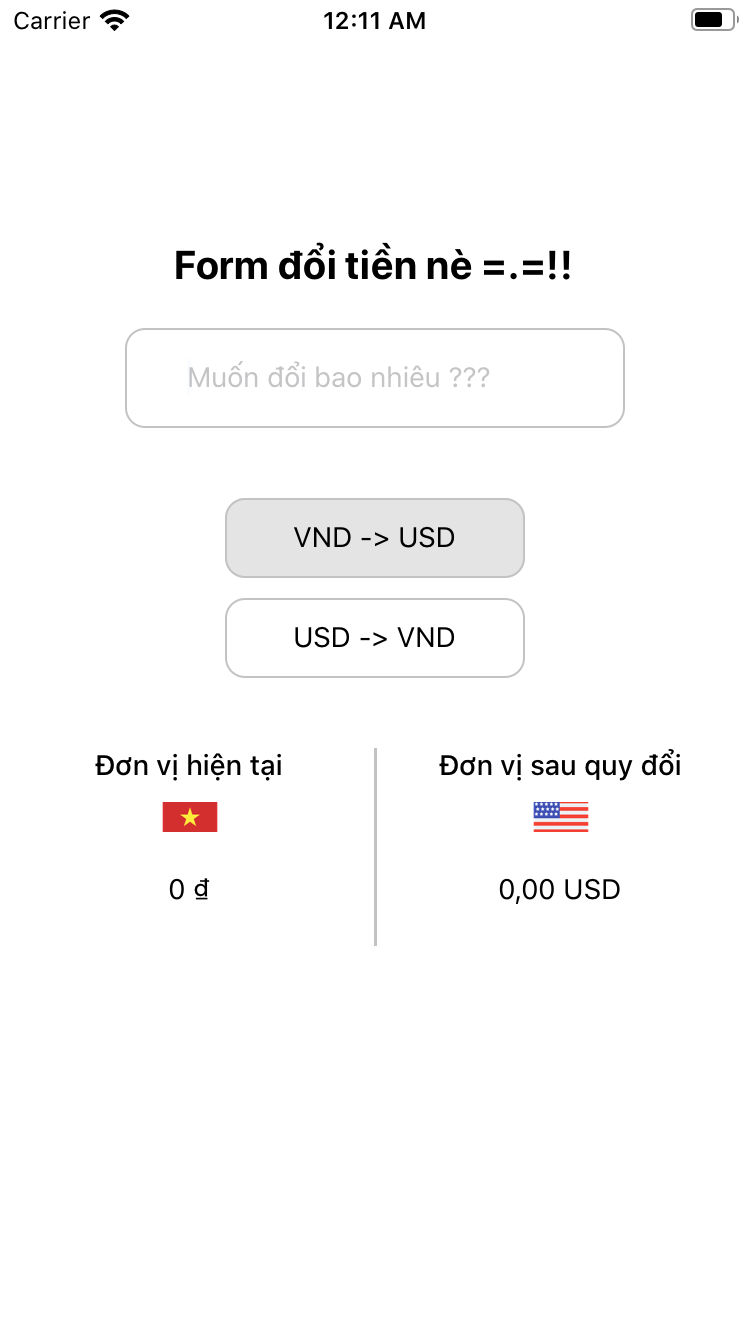 Carrier 12:11 AM
Form đổi tiền nè =.=!!
Muốn đổi bao nhiêu ???
VND -> USD
USD -> VND
Đơn vị hiện tại
Đơn vị sau quy đổi
0 ₫
0,00 USD